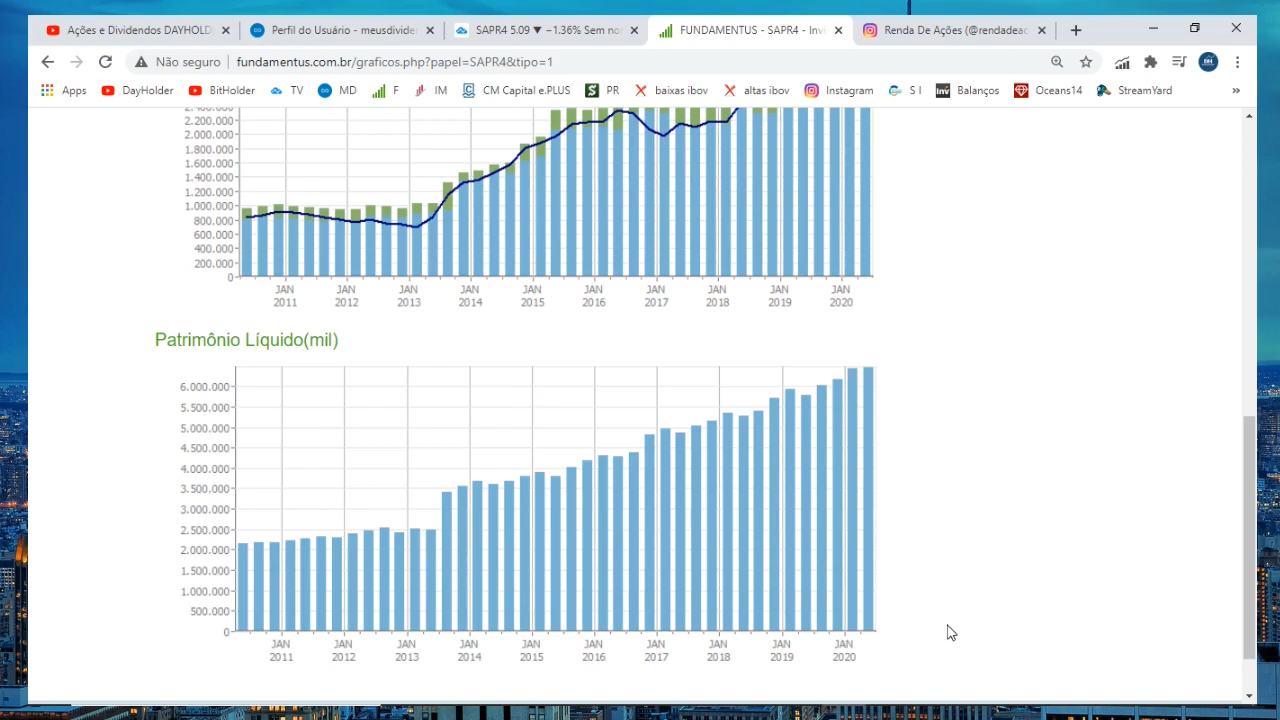 Ações e Dividendos DAYHOLD
Perfil do Usuário - meusdivide
SAPR4 5.09 ▼ −1.36% Sem no
FUNDAMENTUS - SAPR4 - Inv
Renda De Ações (@rendadeac
Não seguro
fundamentus.com.br/graficos.php?papel=SAPR4&tipo=1
Apps
DayHolder
BitHolder
TV
MD
F
IM
CM Capital e.PLUS
PR
baixas ibov
altas ibov
Instagram
S I
Balanços
Oceans14
StreamYard
»
2.400.000
2.200.000
2.000.000
1.800.000
1.600.000
1.400.000
1.200.000
1.000.000
800.000
600.000
400.000
200.000
0
JAN 2011
JAN 2012
JAN 2013
JAN 2014
JAN 2015
JAN 2016
JAN 2017
JAN 2018
JAN 2019
JAN 2020
Patrimônio Líquido(mil)
6.000.000
5.500.000
5.000.000
4.500.000
4.000.000
3.500.000
3.000.000
2.500.000
2.000.000
1.500.000
1.000.000
500.000
0
JAN 2011
JAN 2012
JAN 2013
JAN 2014
JAN 2015
JAN 2016
JAN 2017
JAN 2018
JAN 2019
JAN 2020